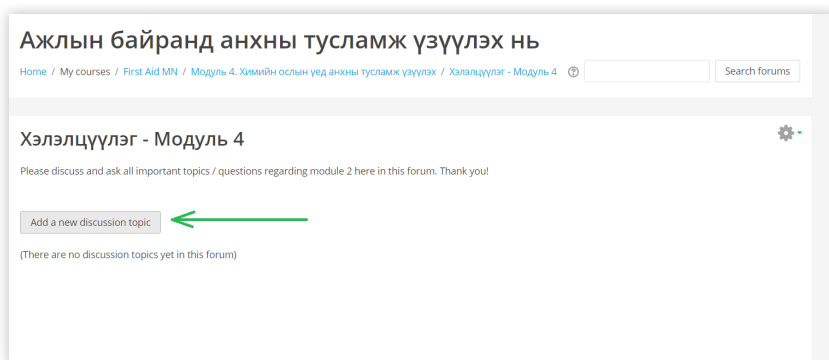 Ажлын байранд анхны тусламж үзүүлэх нь
Home / My courses / First Aid MN / Модуль 4. Химийн ослын үед анхны тусламж үзүүлэх / Хэлэлцүүлэг - Модуль 4 Search forums
Хэлэлцүүлэг - Модуль 4
Please discuss and ask all important topics / questions regarding module 2 here in this forum. Thank you!
Add a new discussion topic
(There are no discussion topics yet in this forum)